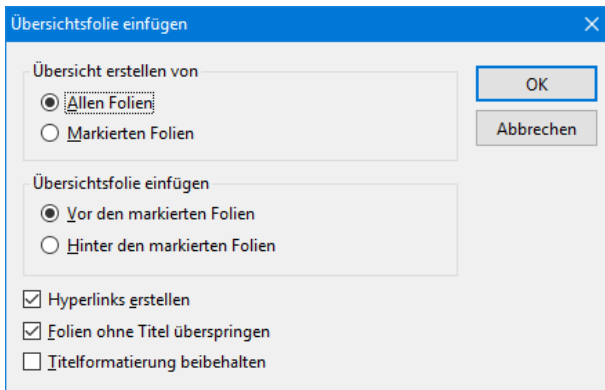 Übersichtsfolie einfügen
Übersicht erstellen von
Allen Folien
Markierten Folien
OK
Abbrechen
Übersichtsfolie einfügen
Vor den markierten Folien
Hinter den markierten Folien
Hyperlinks erstellen
Folien ohne Titel überspringen
Titelformatierung beibehalten